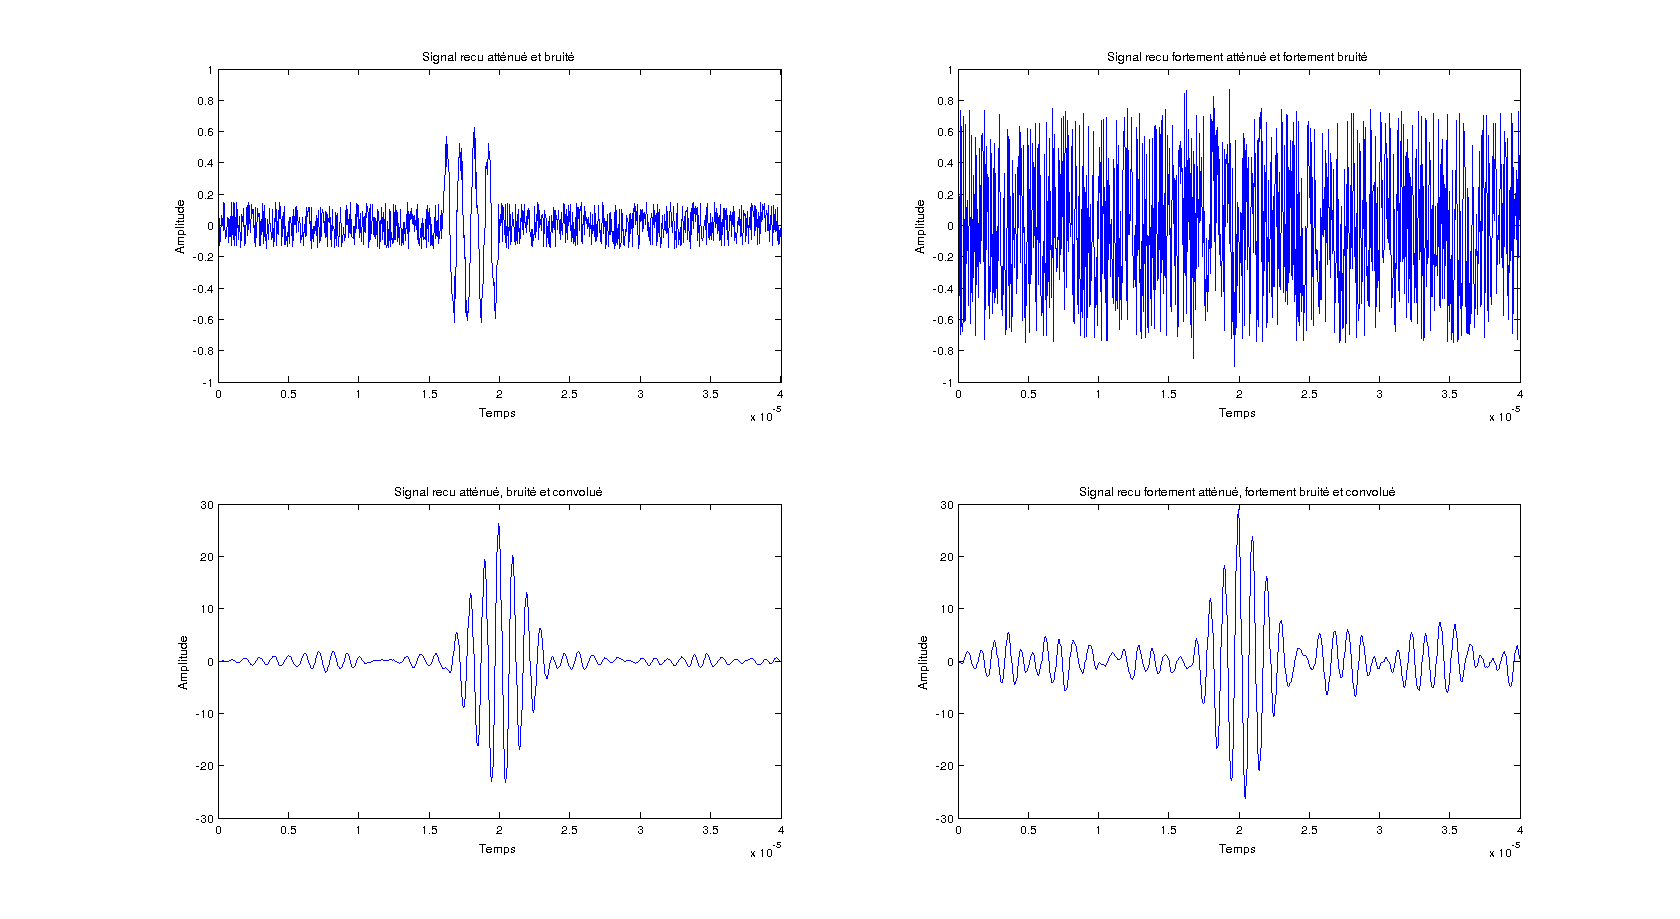 Signal recu atténué et bruité
1
0.8
0.6
0.4
0.2
0
-0.2
-0.4
-0.6
-0.8
-1
Amplitude
0 0.5 1 1.5 2 2.5 3 3.5 4
Temps
x 10-5
Signal recu fortement atténué et fortement bruité
1
0.8
0.6
0.4
0.2
0
-0.2
-0.4
-0.6
-0.8
-1
Amplitude
0 0.5 1 1.5 2 2.5 3 3.5 4
Temps
x 10-5
Signal recu atténué, bruité et convolué
30
20
10
0
-10
-20
-30
Amplitude
0 0.5 1 1.5 2 2.5 3 3.5 4
Temps
x 10-5
Signal recu fortement atténué, fortement bruité et convolué
30
20
10
0
-10
-20
-30
Amplitude
0 0.5 1 1.5 2 2.5 3 3.5 4
Temps
x 10-5